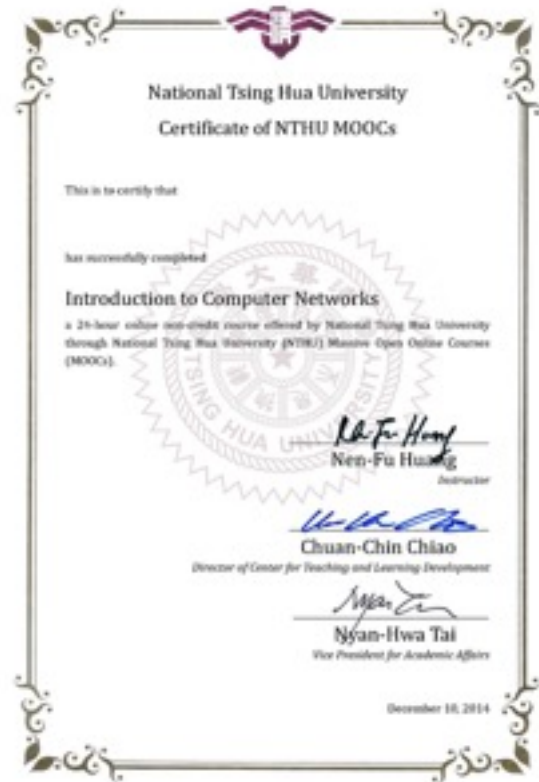 National Tsing Hua University
Certificate of NTHU MOOCs
This is to certify that
has successfully completed
Introduction to Computer Networks
a 24-hour online non-credit course offered by National Tsing Hua University
through National Tsing Hua University (NTHU) Massive Open Online Courses
(MOOCs).
TSING HUA UNIVERSITY
Nen-Fu Huang
Instructor
Chuan-Chin Chiao
Director of Center for Teaching and Learning Development
Nyan-Hwa Tai
Vice President for Academic Affairs
December 10, 2014